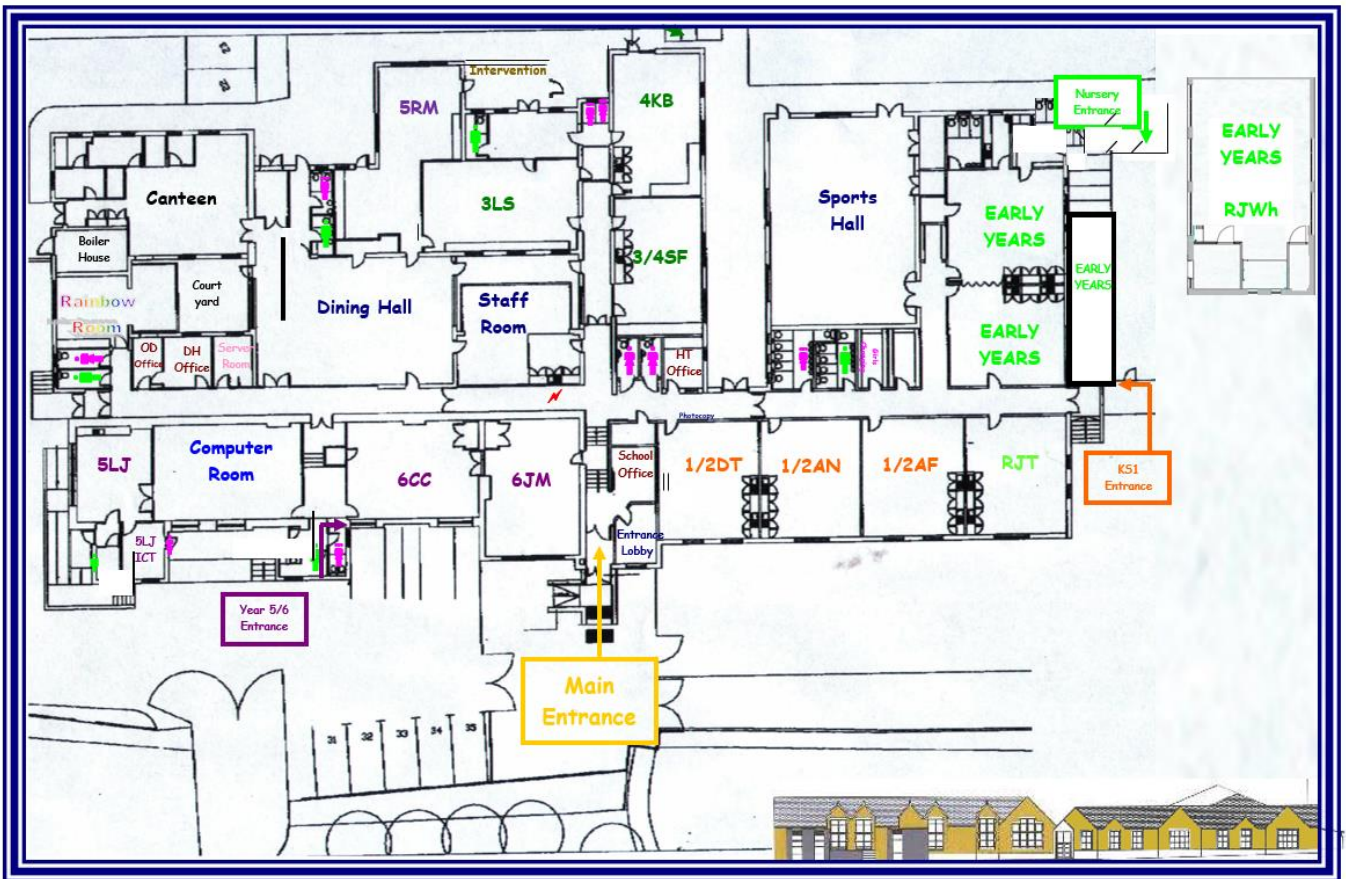 Intervention
5RM
4KB
Nursery
Entrance
EARLY
YEARS
RJWh
Canteen
3LS
Sports
Hall
EARLY
YEARS
Boiler
House
3/4SF
EARLY
YEARS
Rainbow
Room
Court
yard
Dining Hall
Staff
Room
EARLY
YEARS
OD
Office
DH
Office
Server
Room
HT
Office
Photocopy
5LJ
Computer
Room
6CC
6JM
School
Office
1/2DT
1/2AN
1/2AF
RJT
KS1
Entrance
5LJ
ICT
Entrance
Lobby
Year 5/6
Entrance
Main
Entrance
31
32
33
34
35